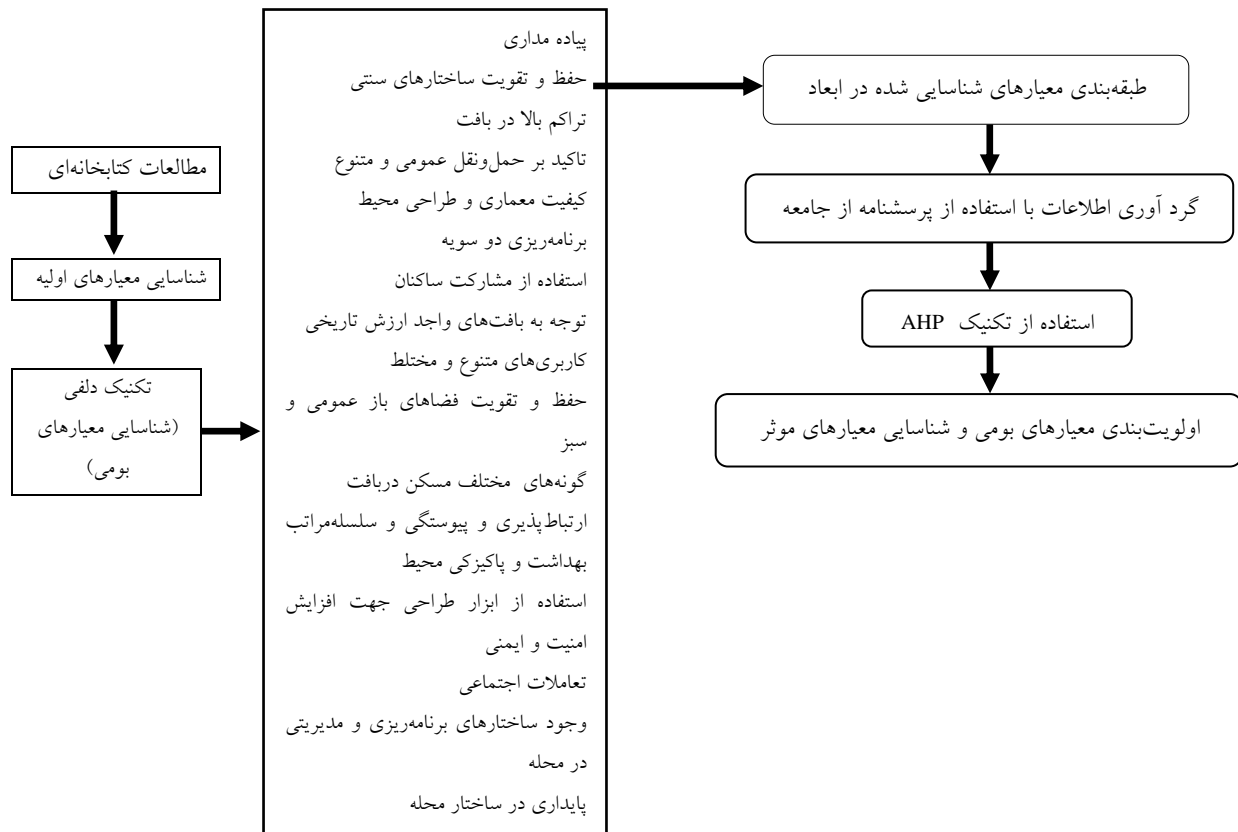 مطالعات کتابخانه‌ای
شناسایی معیارهای اولیه
تکنیک دلفی
(شناسایی معیارهای
بومی)
پیاده مداری
حفظ و تقویت ساختارهای سنتی
تراکم بالا در بافت
تاکید بر حمل‌ونقل عمومی و متنوع
کیفیت معماری و طراحی محیط
برنامه‌ریزی دو سویه
استفاده از مشارکت ساکنان
توجه به بافت‌های واجد ارزش تاریخی
کاربری‌های متنوع و مختلط
حفظ و تقویت فضاهای باز عمومی و
سبز
گونه‌های مختلف مسکن دربافت
ارتباط‌پذیری و پیوستگی و سلسله‌مراتب
بهداشت و پاکیزکی محیط
استفاده از ابزار طراحی جهت افزایش
امنیت و ایمنی
تعاملات اجتماعی
وجود ساختارهای برنامه‌ریزی و مدیریتی
در محله
پایداری در ساختار محله
طبقه‌بندی معیارهای شناسایی شده در ابعاد
گرد آوری اطلاعات با استفاده از پرسشنامه از جامعه
استفاده از تکنیک AHP
اولویت‌بندی معیارهای بومی و شناسایی معیارهای موثر